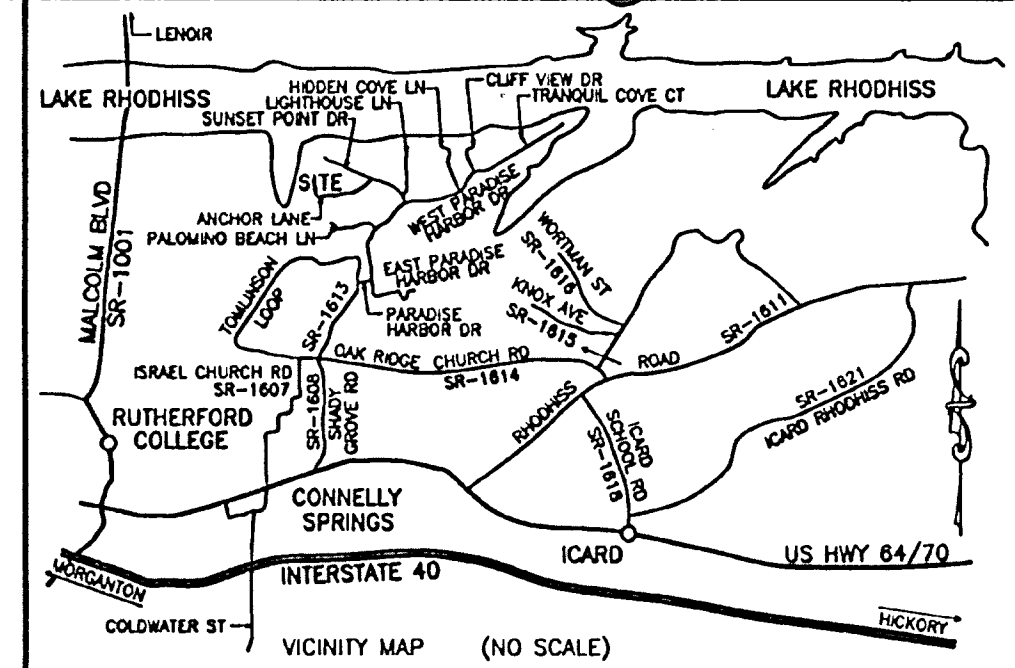 LENOIR
LAKE RHODHISS
HIDDEN COVE LN
LIGHTHOUSE LN
SUNSET POINT DR
CLIFF VIEW DR
TRANQUIL COVE CT
LAKE RHODHISS
SITE
ANCHOR LANE
PALOMINO BEACH LN
WEST PARADISE
HARBOR DR
EAST PARADISE
HARBOR DR
PARADISE
HARBOR DR
WORTMAN ST
SR-1616
KNOX AVE
SR-1615
MALCOLM BLVD
SR-1001
TOMLINSON
LOOP
SR-1613
OAK RIDGE CHURCH RD
SR-1614
ROAD
SR-1611
ISRAEL CHURCH RD
SR-1607
SR-1608
SHADY
GROVE RD
RHODHISS
ICARD
SCHOOL RD
SR-1618
SR-1621
ICARD RHODHISS RD
RUTHERFORD
COLLEGE
CONNELLY
SPRINGS
ICARD
US HWY 64/70
MORGANTON
INTERSTATE 40
HICKORY
COLDWATER ST
VICINITY MAP (NO SCALE)